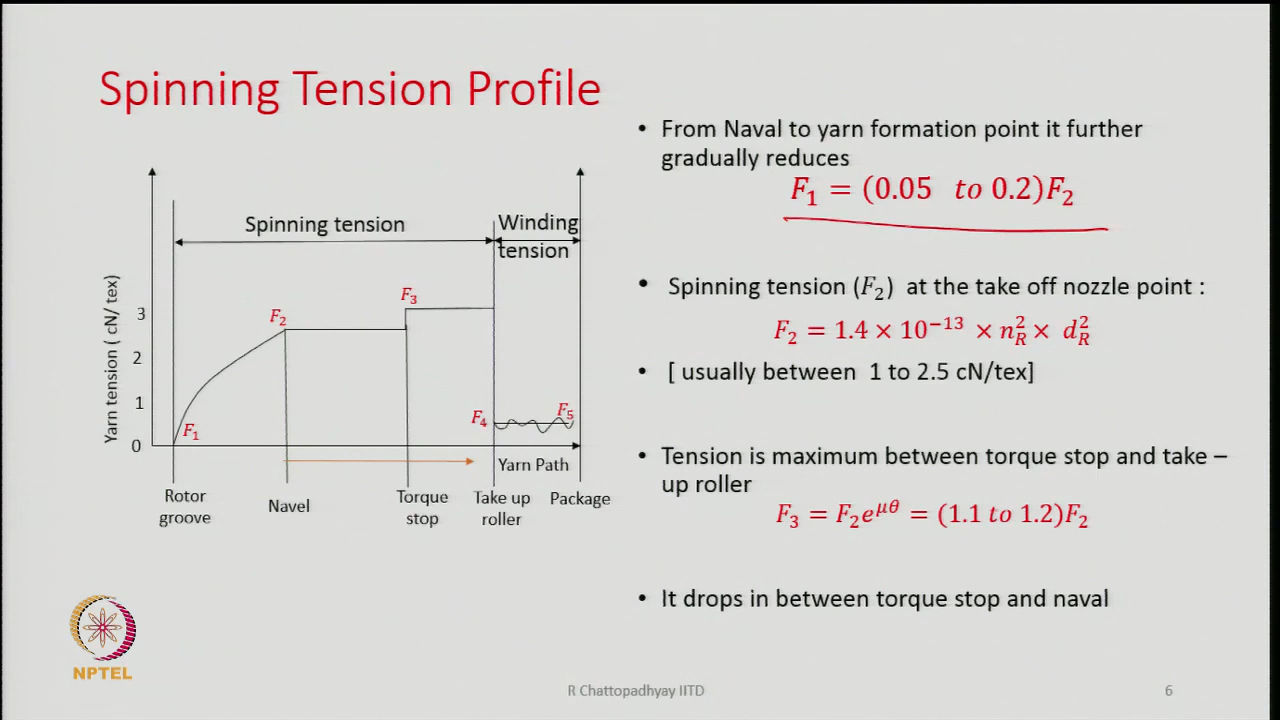 Spinning Tension Profile
• From Naval to yarn formation point it further
gradually reduces
F₁ = (0.05 to 0.2)F₂
• Spinning tension (F₂) at the take off nozzle point :
F₂ = 1.4 × 10⁻¹³ × n_R² × d_R²
• [ usually between 1 to 2.5 cN/tex]
• Tension is maximum between torque stop and take –
up roller
F₃ = F₂e^{μθ} = (1.1 to 1.2)F₂
• It drops in between torque stop and naval
Spinning tension
Winding
tension
Yarn tension ( cN/ tex)
3
2
1
0
F₁
F₂
F₃
F₄
F₅
Yarn Path
Rotor
groove
Navel
Torque
stop
Take up
roller
Package
NPTEL
R Chattopadhyay IITD
6